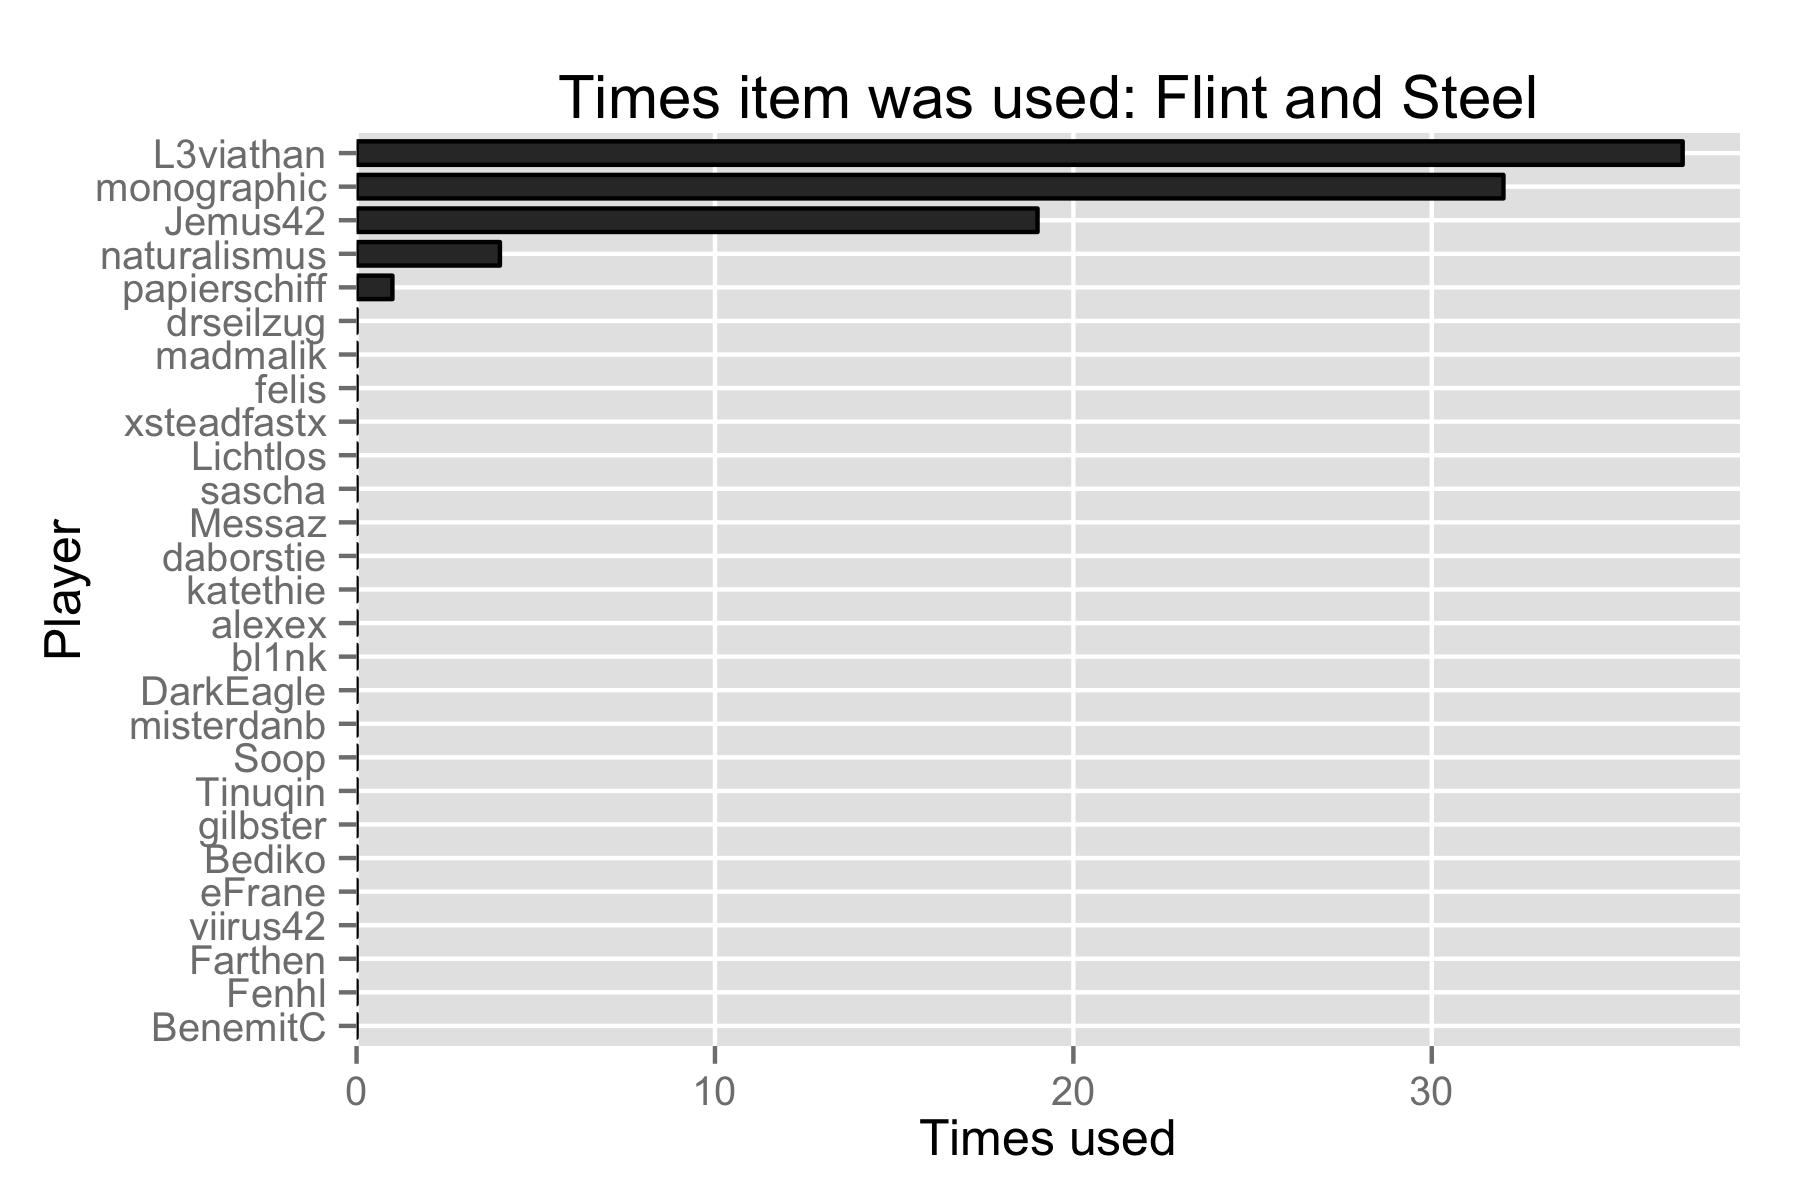 Times item was used: Flint and Steel
L3viathan
monographic
Jemus42
naturalismus
papierschiff
drseilzug
madmalik
felis
xsteadfastx
Lichtlos
sascha
Messaz
daborstie
katethie
alexex
bl1nk
DarkEagle
misterdanb
Soop
Tinuqin
gilbster
Bediko
eFrane
viirus42
Farthen
Fenhl
BenemitC
Player
0 10 20 30
Times used